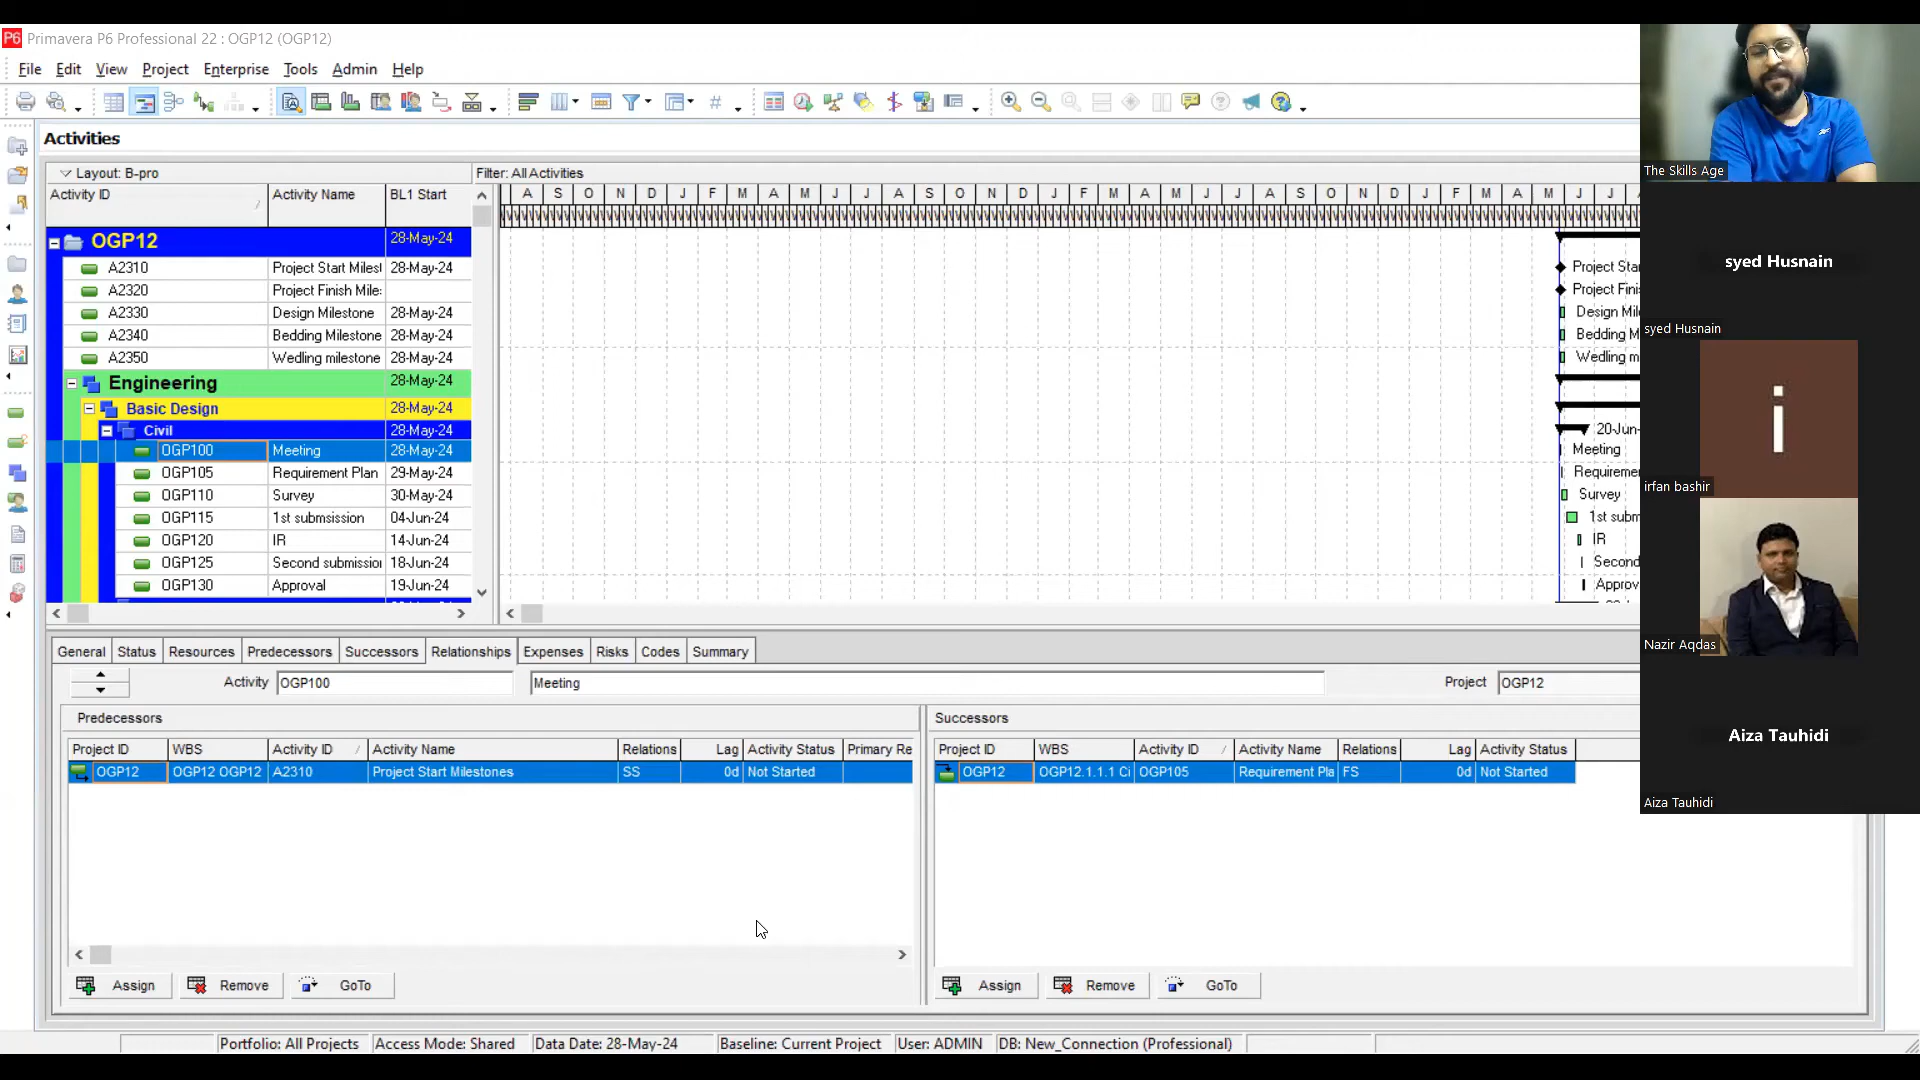 P6 Primavera P6 Professional 22 : OGP12 (OGP12)
File Edit View Project Enterprise Tools Admin Help
Activities
Layout: B-pro
Filter: All Activities
Activity ID Activity Name BL1 Start
A S O N D J F M A M J J A S O N D J F M A M J J A S O N D J F M A M J J
OGP12 28-May-24
A2310 Project Start Milest 28-May-24
A2320 Project Finish Mile:
A2330 Design Milestone 28-May-24
A2340 Bedding Milestone 28-May-24
A2350 Wedling milestone 28-May-24
Engineering 28-May-24
Basic Design 28-May-24
Civil 28-May-24
OGP100 Meeting 28-May-24
OGP105 Requirement Plan 29-May-24
OGP110 Survey 30-May-24
OGP115 1st submsission 04-Jun-24
OGP120 IR 14-Jun-24
OGP125 Second submissio 18-Jun-24
OGP130 Approval 19-Jun-24
Project Sta
Project Fini
Design Mil
Bedding M
Wedling m
20-Jun-
Meeting
Requireme
Survey
1st subm
IR
Second
Approv
General Status Resources Predecessors Successors Relationships Expenses Risks Codes Summary
Activity OGP100 Meeting Project OGP12
Predecessors
Project ID WBS Activity ID Activity Name Relations Lag Activity Status Primary Re
OGP12 OGP12 OGP12 A2310 Project Start Milestones SS 0d Not Started
Assign Remove GoTo
Successors
Project ID WBS Activity ID Activity Name Relations Lag Activity Status
OGP12 OGP12.1.1.1 Ci OGP105 Requirement Pla FS 0d Not Started
Assign Remove GoTo
Portfolio: All Projects Access Mode: Shared Data Date: 28-May-24 Baseline: Current Project User: ADMIN DB: New_Connection (Professional)
The Skills Age
syed Husnain
syed Husnain
i
irfan bashir
Nazir Aqdas
Aiza Tauhidi
Aiza Tauhidi